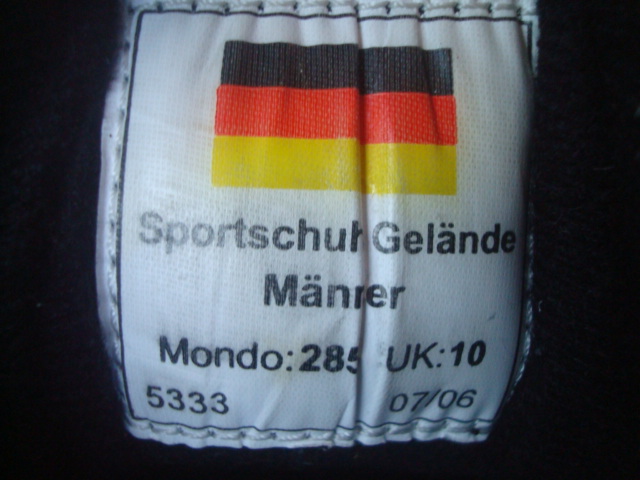 Sportschuh Gelände
Männer
Mondo: 285 UK: 10
5333 07/06